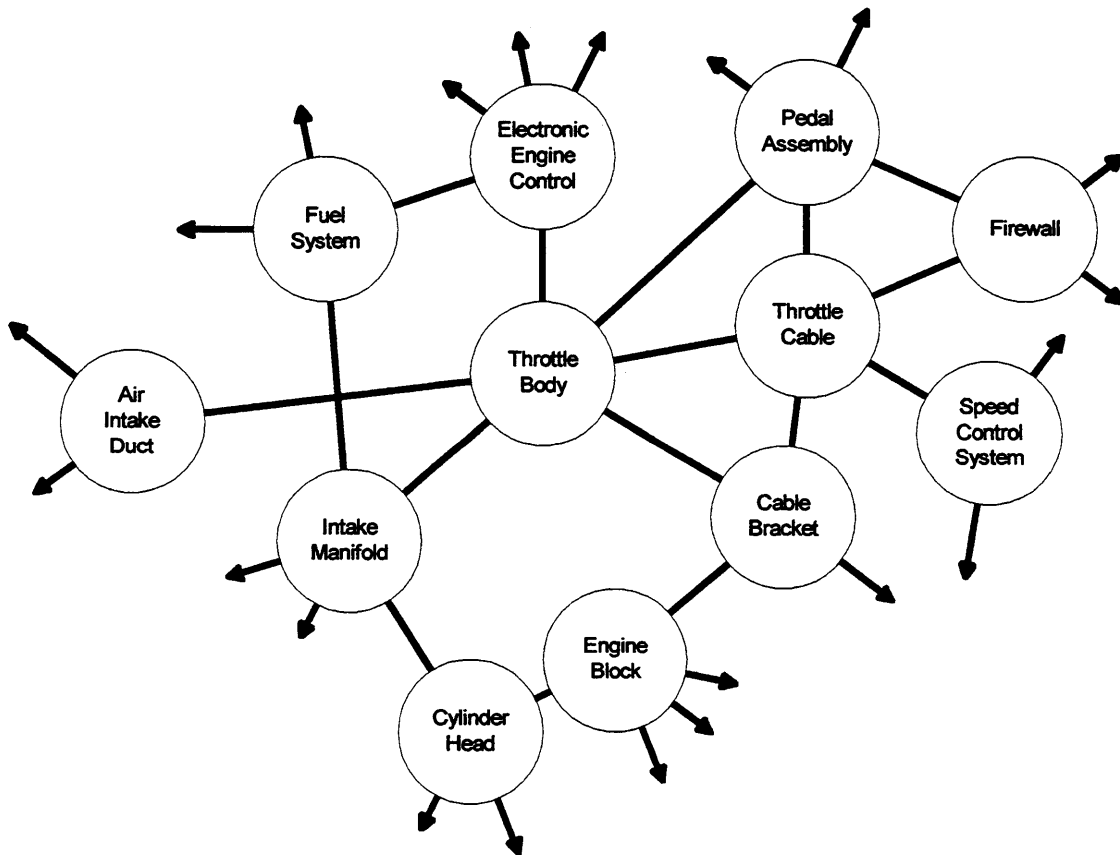 Electronic
Engine
Control
Pedal
Assembly
Fuel
System
Firewall
Throttle
Cable
Throttle
Body
Air
Intake
Duct
Speed
Control
System
Intake
Manifold
Cable
Bracket
Engine
Block
Cylinder
Head